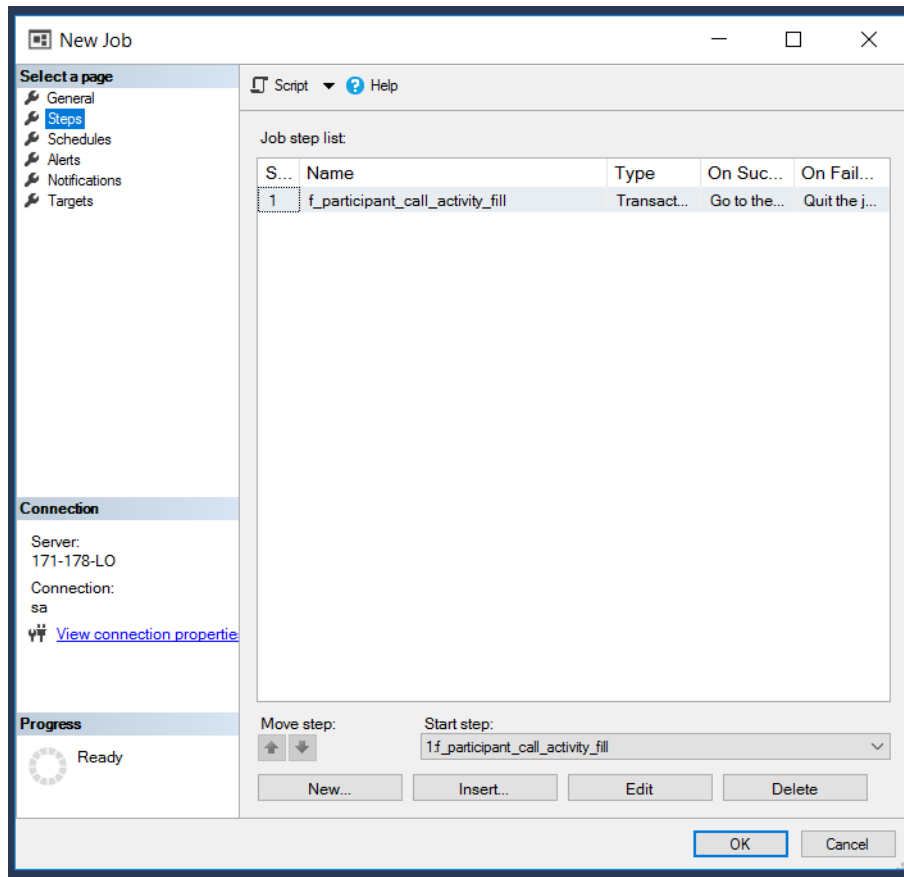 New Job
Select a page
General
Steps
Schedules
Alerts
Notifications
Targets
Script Help
Job step list:
S... Name Type On Suc... On Fail...
1 f_participant_call_activity_fill Transact... Go to the... Quit the j...
Connection
Server:
171-178-LO
Connection:
sa
View connection propertie
Progress
Ready
Move step: Start step:
1:f_participant_call_activity_fill
New... Insert... Edit Delete
OK Cancel